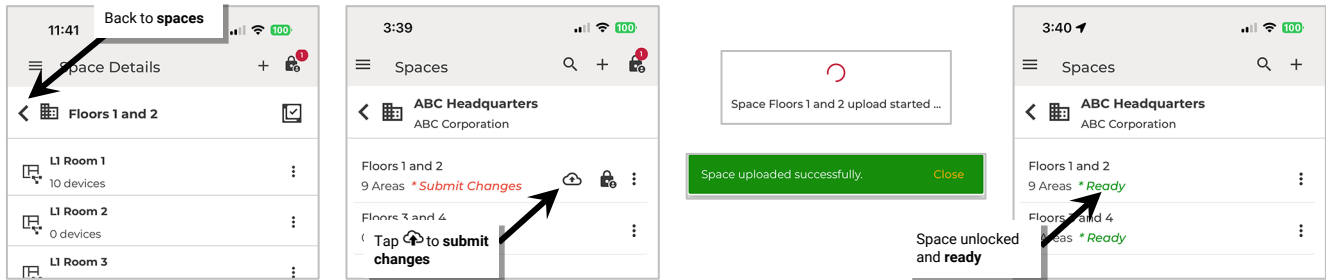 Back to spaces
11:41
100
Space Details
1
Floors 1 and 2
L1 Room 1
10 devices
L1 Room 2
0 devices
L1 Room 3
3:39
100
Spaces
1
ABC Headquarters
ABC Corporation
Floors 1 and 2
9 Areas * Submit Changes
Floors 3 and 4
Tap to submit
changes
Space Floors 1 and 2 upload started ...
Space uploaded successfully.
Close
3:40
100
Spaces
ABC Headquarters
ABC Corporation
Floors 1 and 2
9 Areas * Ready
Floors and 4
Areas * Ready
Space unlocked
and ready